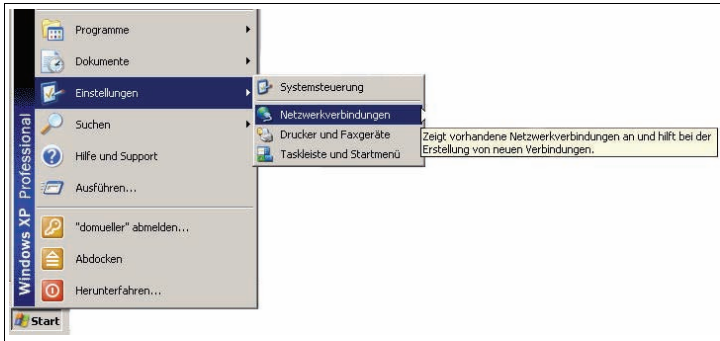 Windows XP Professional
Programme
Dokumente
Einstellungen
Suchen
Hilfe und Support
Ausführen...
"domueller" abmelden...
Abdocken
Herunterfahren...
Systemsteuerung
Netzwerkverbindungen
Drucker und Faxgeräte
Taskleiste und Startmenü
Zeigt vorhandene Netzwerkverbindungen an und hilft bei der
Erstellung von neuen Verbindungen.
Start